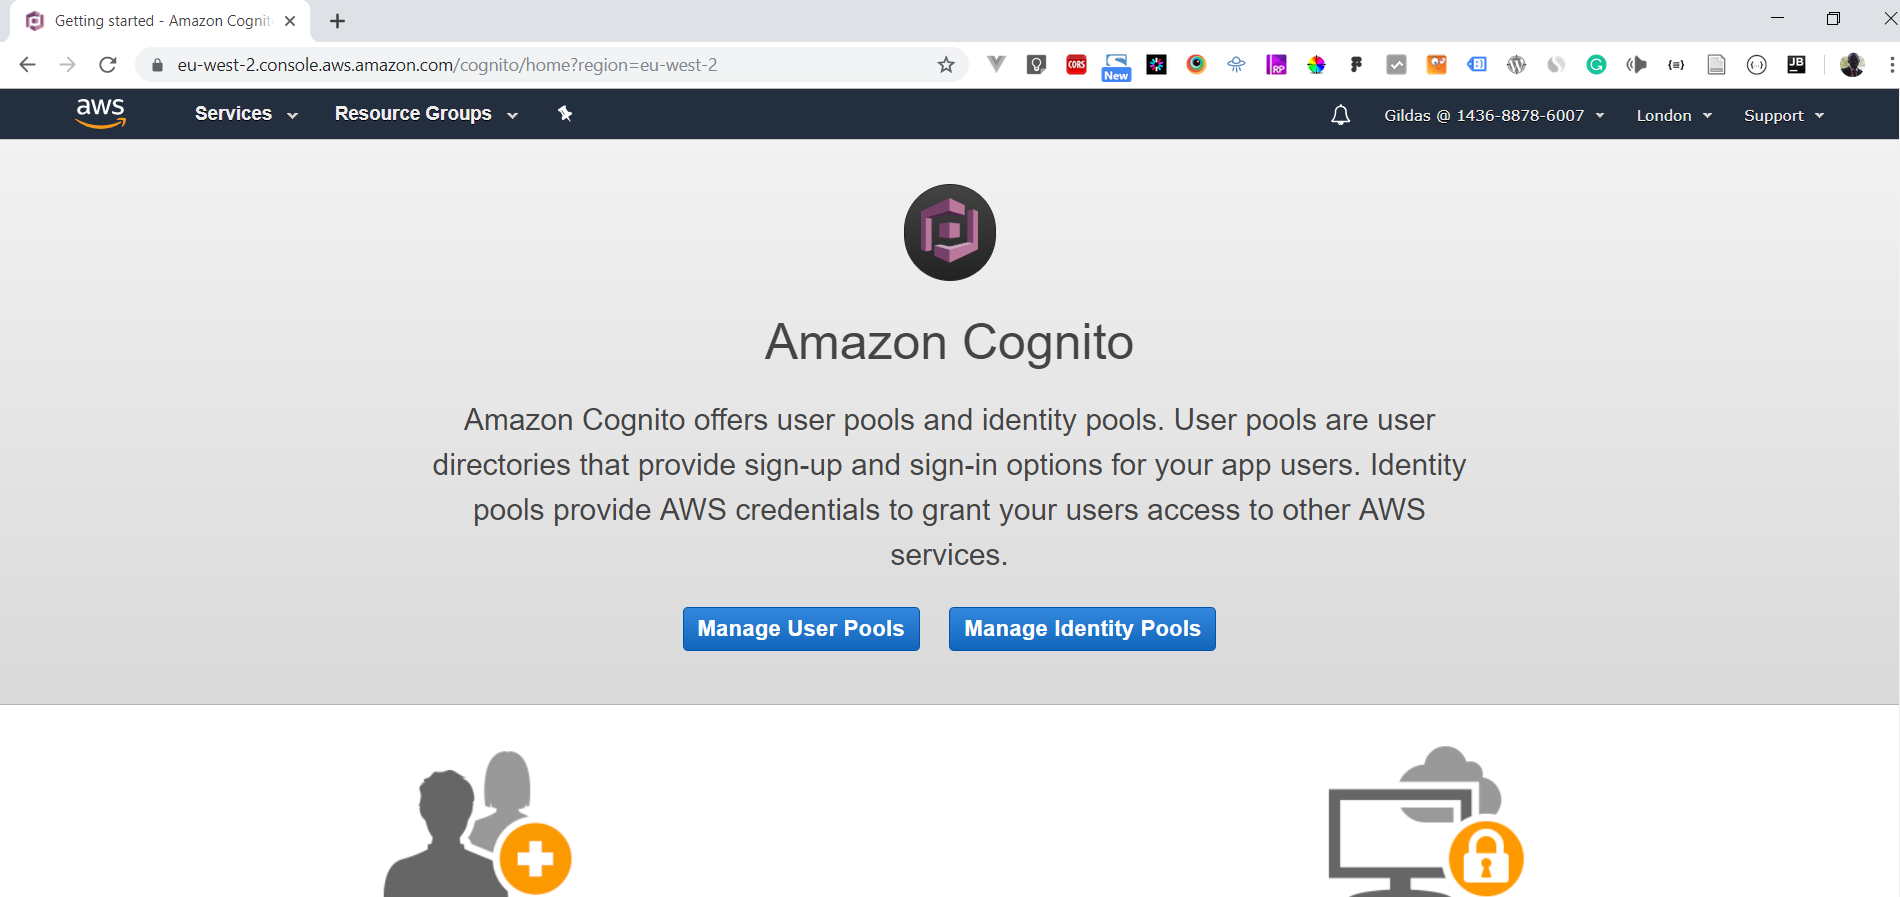 Getting started - Amazon Cognit
eu-west-2.console.aws.amazon.com/cognito/home?region=eu-west-2
CORS
New
RP
JB
aws
Services
Resource Groups
Gildas @ 1436-8878-6007
London
Support
Amazon Cognito
Amazon Cognito offers user pools and identity pools. User pools are user
directories that provide sign-up and sign-in options for your app users. Identity
pools provide AWS credentials to grant your users access to other AWS
services.
Manage User Pools
Manage Identity Pools